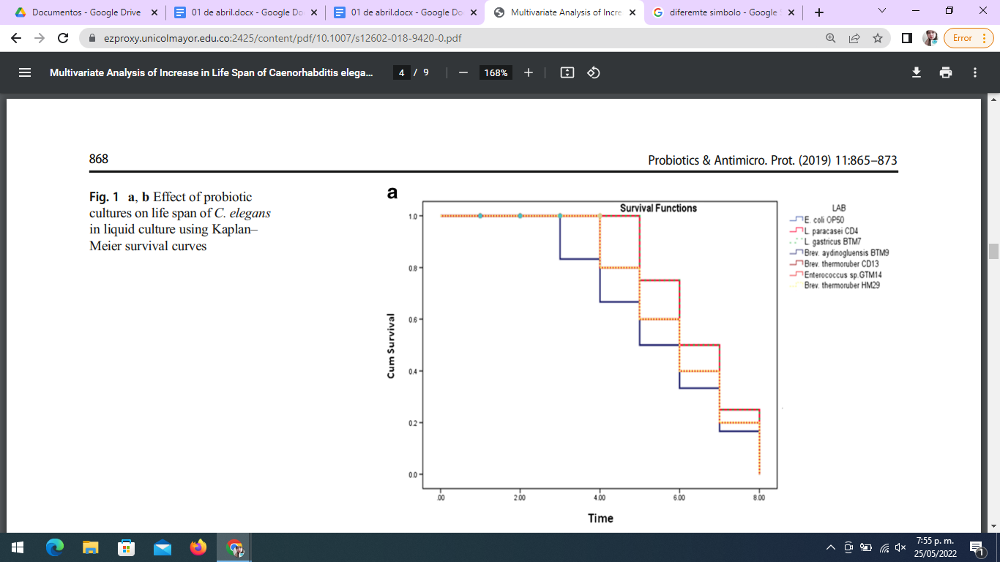 Documentos - Google Drive
01 de abril.docx - Google Do
01 de abril.docx - Google Do
Multivariate Analysis of Incre
diferemte simbolo - Google
ezproxy.unicolmayor.edu.co:2425/content/pdf/10.1007/s12602-018-9420-0.pdf
Error
Multivariate Analysis of Increase in Life Span of Caenorhabditis elega...
4 / 9
168%
868
Probiotics & Antimicro. Prot. (2019) 11:865–873
Fig. 1 a, b Effect of probiotic
cultures on life span of C. elegans
in liquid culture using Kaplan–
Meier survival curves
a
Survival Functions
1.0
0.8
0.6
0.4
0.2
0.0
Cum Survival
.00
2.00
4.00
6.00
8.00
Time
LAB
E. coli OP50
L. paracasei CD4
L. gastricus BTM7
Brev. aydinogluensis BTM9
Brev. thermoruber CD13
Enterococcus sp.GTM14
Brev. thermoruber HM29
7:55 p. m.
25/05/2022
1